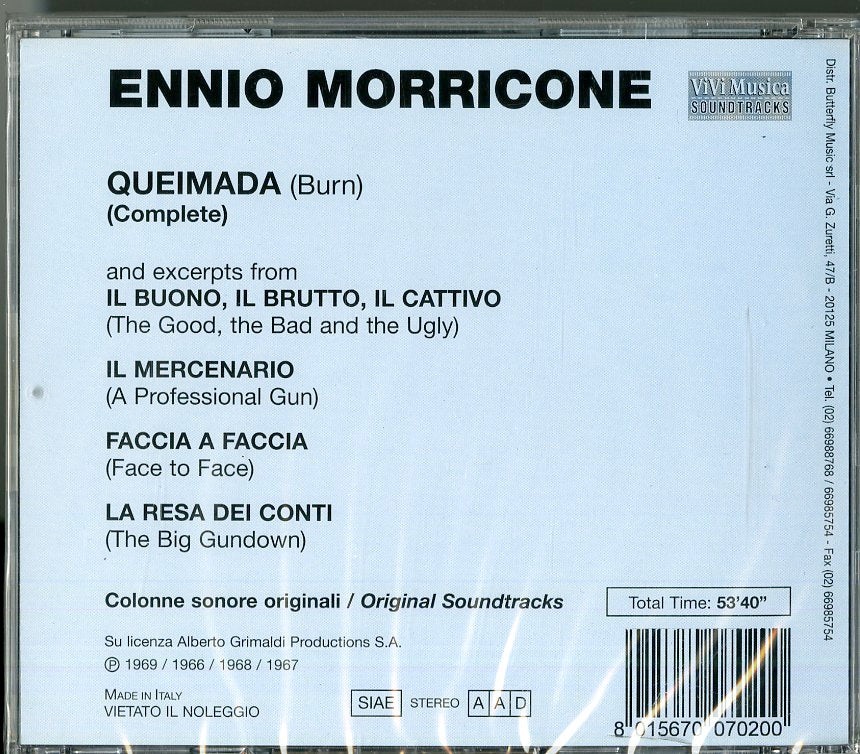 ENNIO MORRICONE
ViVi Musica
SOUNDTRACKS
QUEIMADA (Burn)
(Complete)
and excerpts from
IL BUONO, IL BRUTTO, IL CATTIVO
(The Good, the Bad and the Ugly)
IL MERCENARIO
(A Professional Gun)
FACCIA A FACCIA
(Face to Face)
LA RESA DEI CONTI
(The Big Gundown)
Colonne sonore originali / Original Soundtracks
Total Time: 53'40"
Su licenza Alberto Grimaldi Productions S.A.
℗ 1969 / 1966 / 1968 / 1967
MADE IN ITALY
VIETATO IL NOLEGGIO
SIAE STEREO A A D
8 015670 070200
Distr. Butterfly Music srl - Via G. Zuretti, 47/B - 20125 MILANO • Tel. (02) 66988768 / 66985754 - Fax (02) 66985754